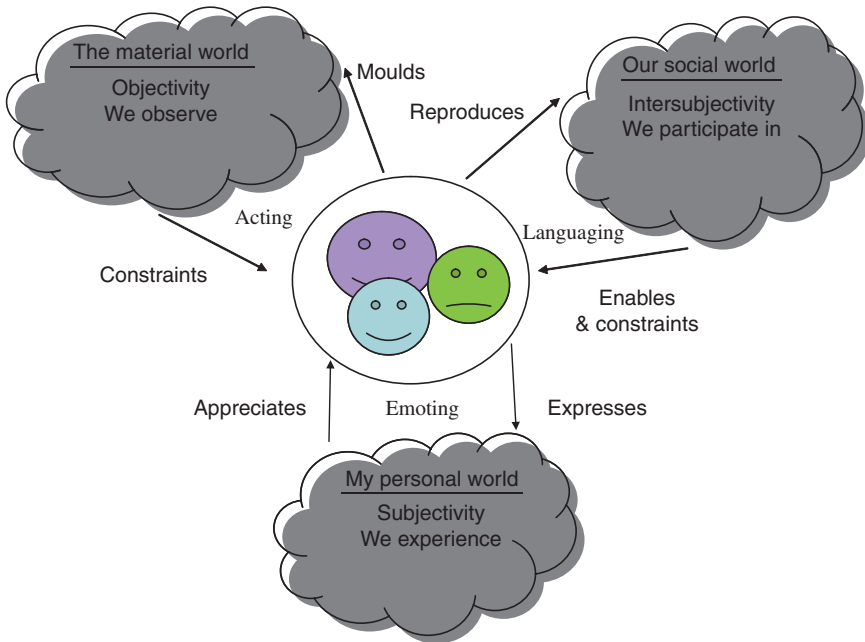 The material world
Objectivity
We observe
Moulds
Reproduces
Our social world
Intersubjectivity
We participate in
Acting
Languaging
Constraints
Enables
& constraints
Appreciates
Emoting
Expresses
My personal world
Subjectivity
We experience